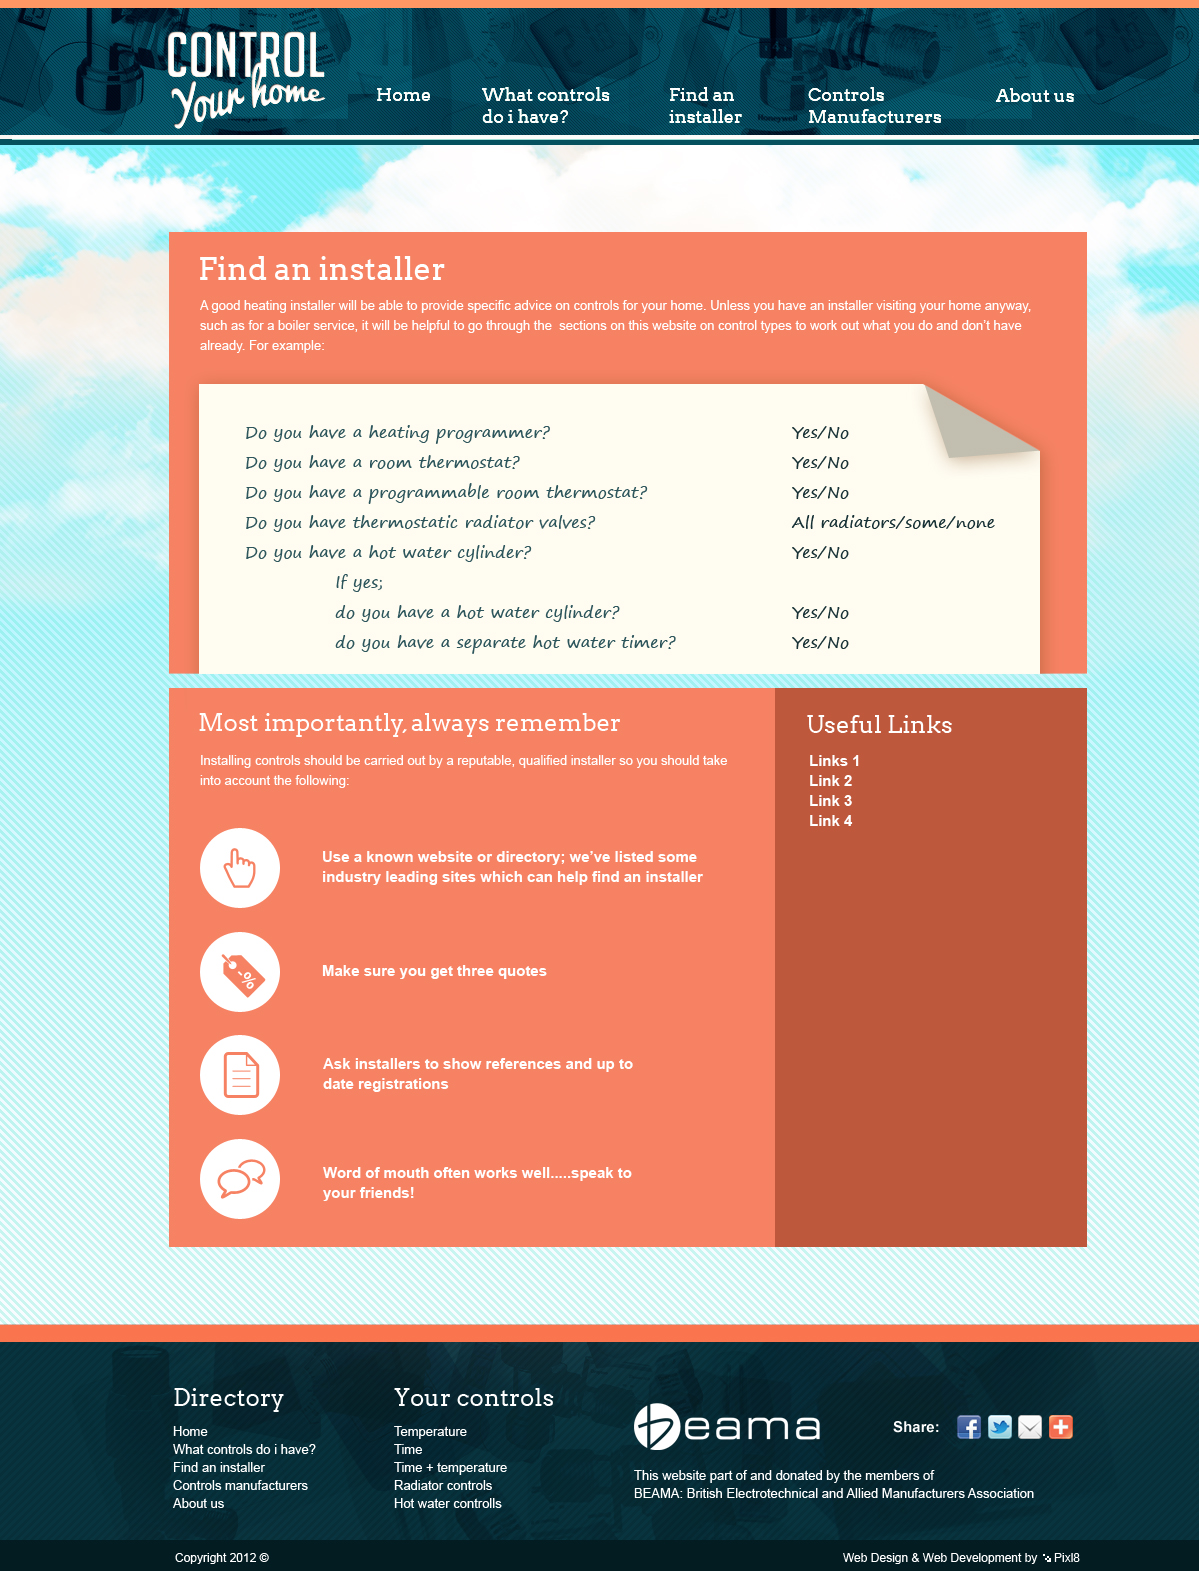 CONTROL
Your home
Home
What controls
do i have?
Find an
installer
Controls
Manufacturers
About us
Find an installer
A good heating installer will be able to provide specific advice on controls for your home. Unless you have an installer visiting your home anyway,
such as for a boiler service, it will be helpful to go through the  sections on this website on control types to work out what you do and don't have
already. For example:
Do you have a heating programmer? Yes/No
Do you have a room thermostat? Yes/No
Do you have a programmable room thermostat? Yes/No
Do you have thermostatic radiator valves? All radiators/some/none
Do you have a hot water cylinder? Yes/No
If yes;
do you have a hot water cylinder? Yes/No
do you have a separate hot water timer? Yes/No
Most importantly, always remember
Installing controls should be carried out by a reputable, qualified installer so you should take
into account the following:
Use a known website or directory; we've listed some
industry leading sites which can help find an installer
-%
Make sure you get three quotes
Ask installers to show references and up to
date registrations
Word of mouth often works well.....speak to
your friends!
Useful Links
Links 1
Link 2
Link 3
Link 4
Directory
Home
What controls do i have?
Find an installer
Controls manufacturers
About us
Your controls
Temperature
Time
Time + temperature
Radiator controls
Hot water controlls
beama
Share:
This website part of and donated by the members of
BEAMA: British Electrotechnical and Allied Manufacturers Association
Copyright 2012 ©
Web Design & Web Development by Pixl8